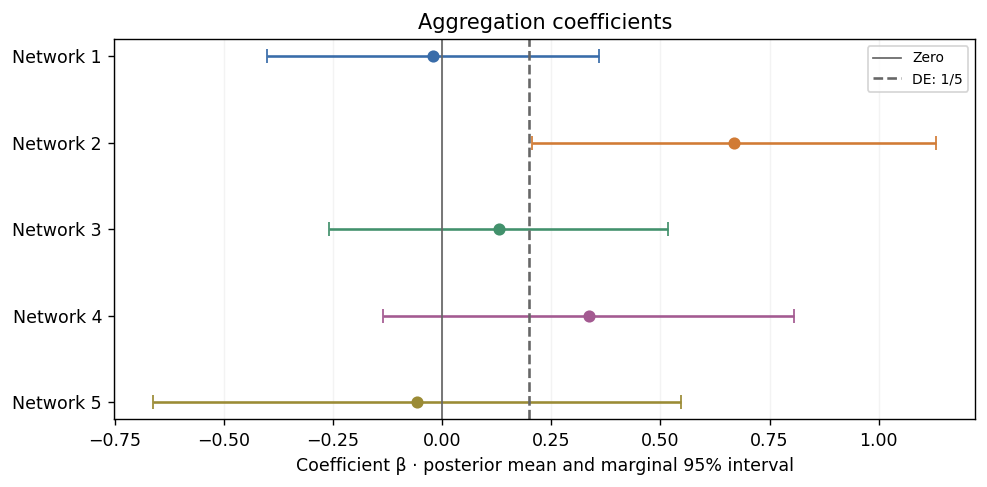 Aggregation coefficients
Network 1
Network 2
Network 3
Network 4
Network 5
Zero
DE: 1/5
−0.75 −0.50 −0.25 0.00 0.25 0.50 0.75 1.00
Coefficient β · posterior mean and marginal 95% interval